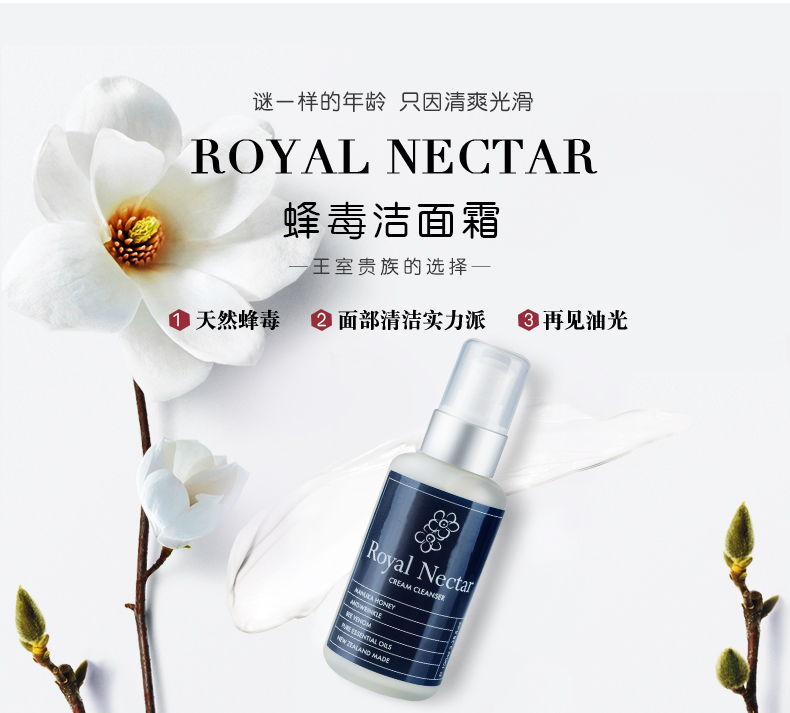 谜一样的年龄 只因清爽光滑
ROYAL NECTAR
蜂毒洁面霜
—王室贵族的选择—
1 天然蜂毒 2 面部清洁实力派 3 再见油光
Royal Nectar
CREAM CLEANSER
MANUKA HONEY
ANTI-WRINKLE
BEE VENOM
PURE ESSENTIAL OILS
NEW ZEALAND MADE